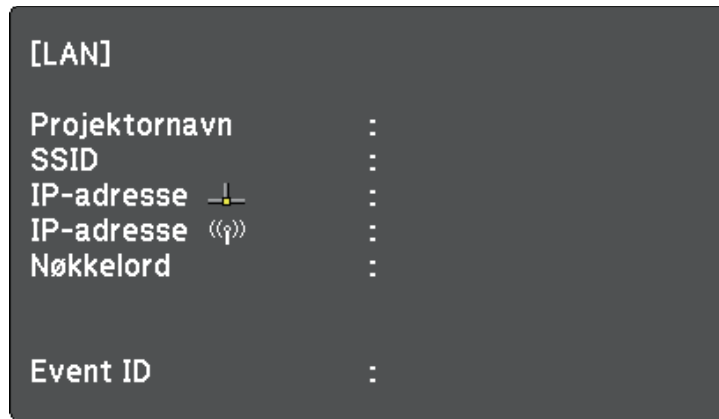 [LAN]
Projektornavn :
SSID :
IP-adresse :
IP-adresse :
Nøkkelord :
Event ID :